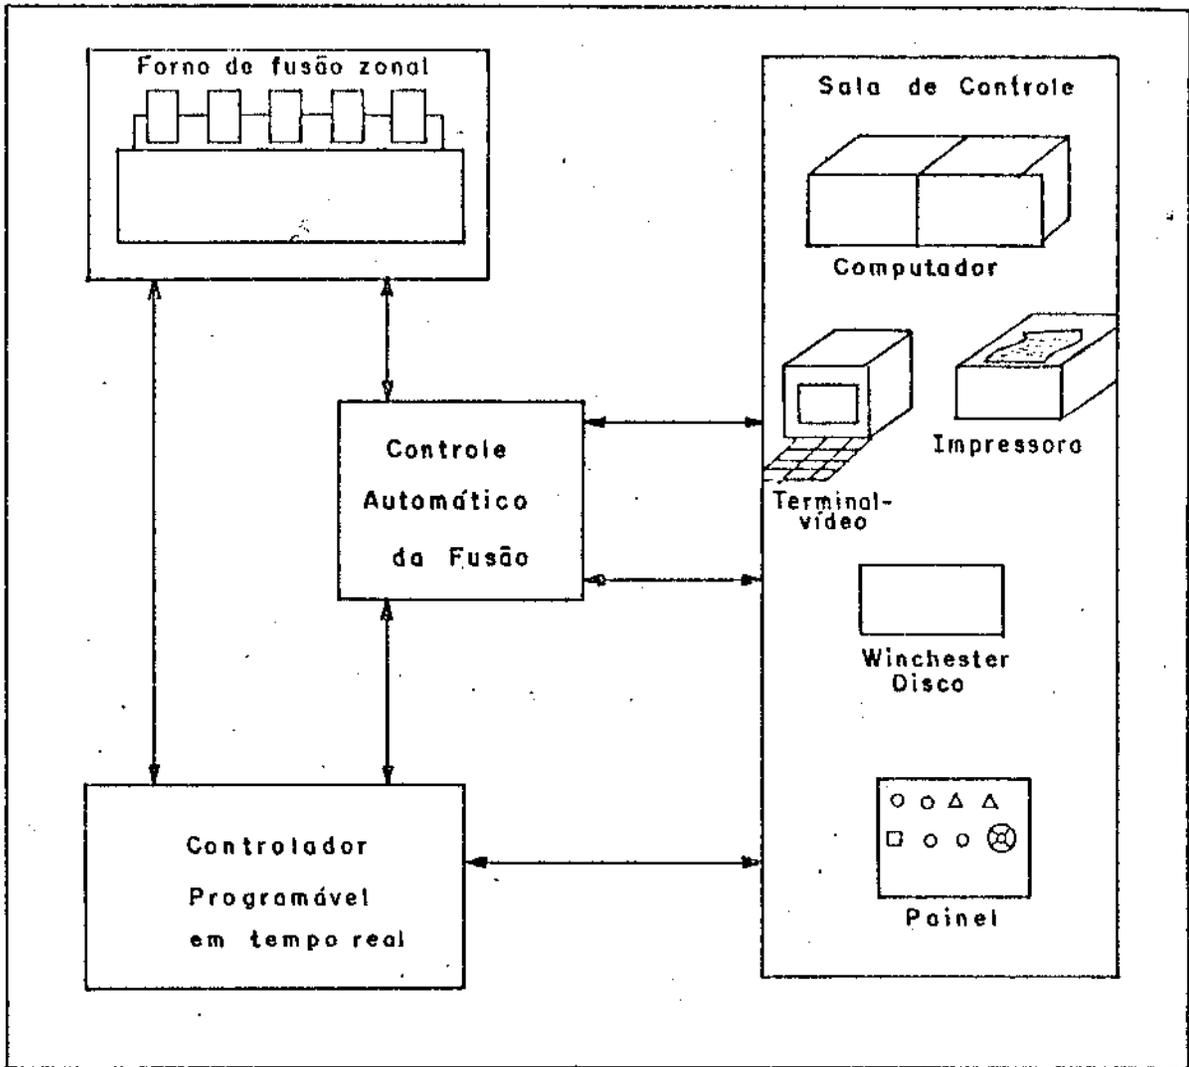 Forno de fusão zonal
Sala de Controle
Computador
Impressora
Terminal-
vídeo
Controle
Automático
da Fusão
Winchester
Disco
Controlador
Programável
em tempo real
Painel